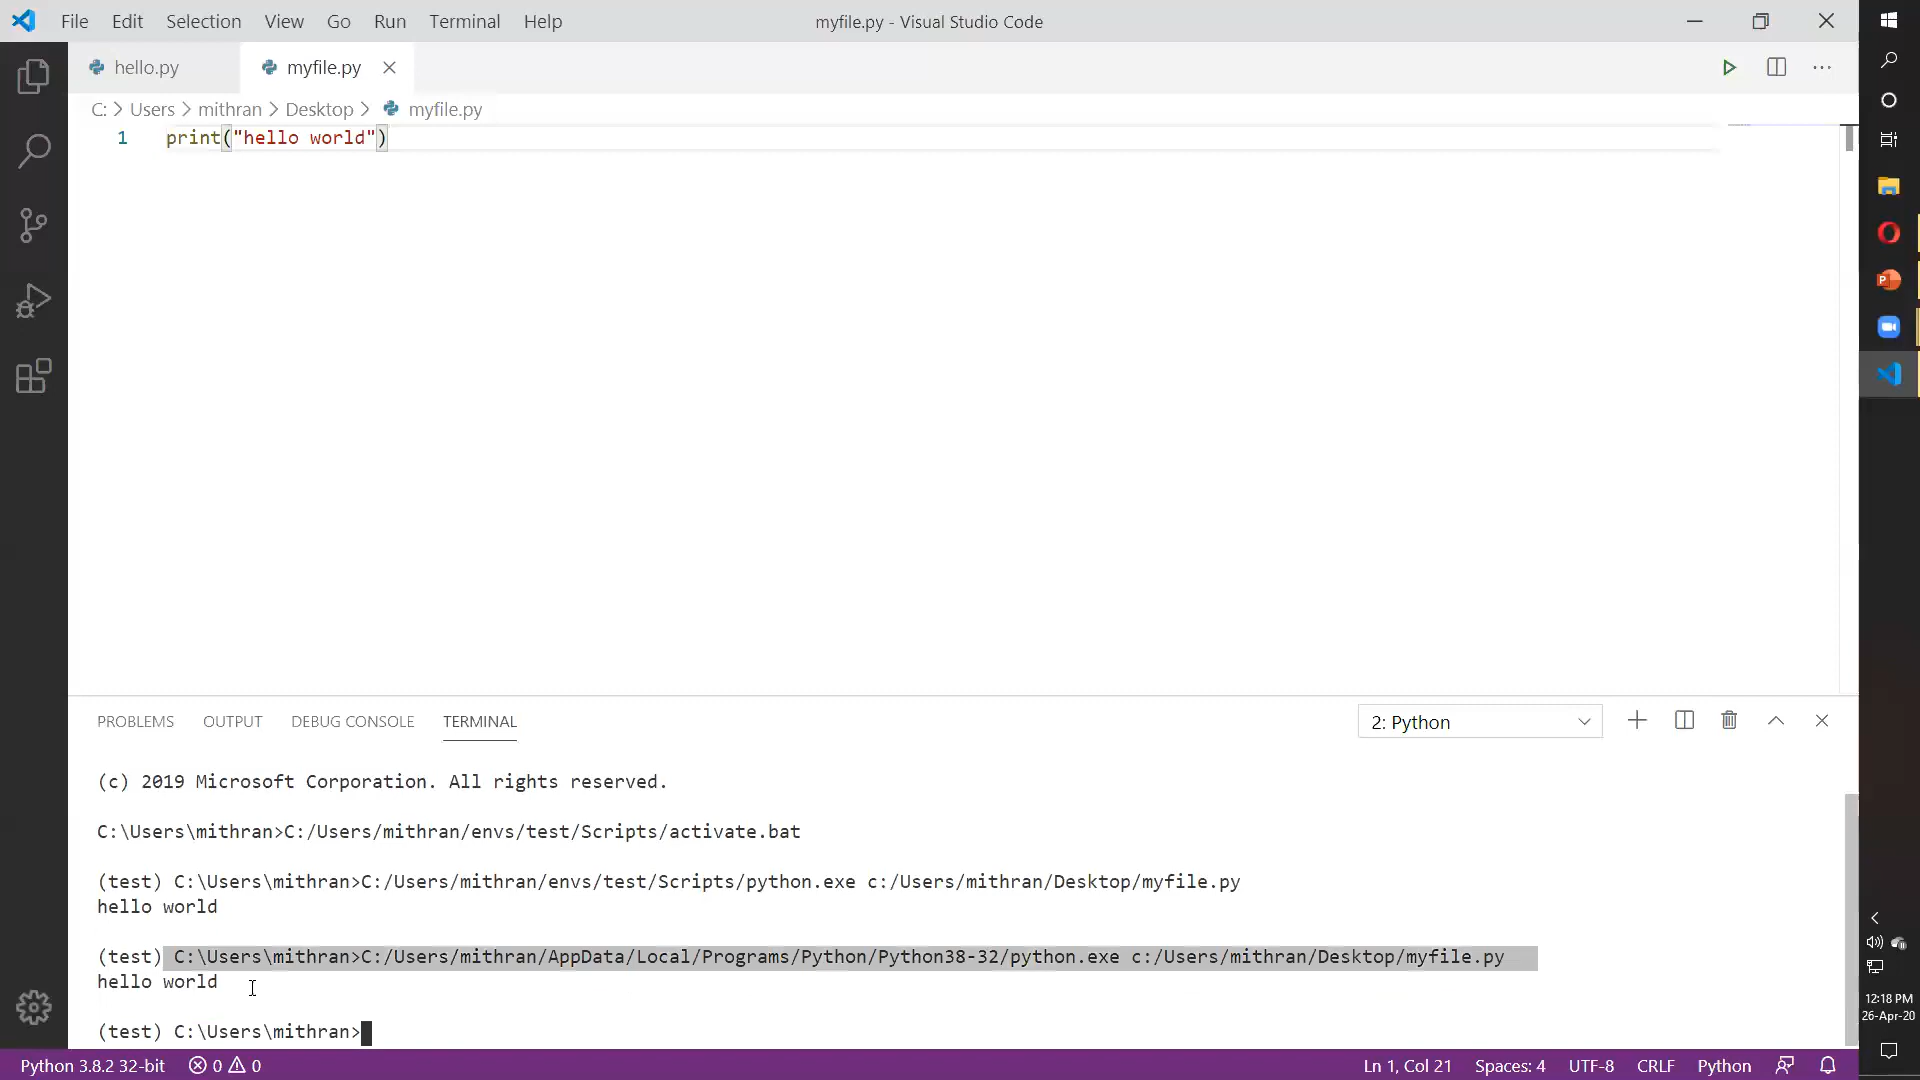 File Edit Selection View Go Run Terminal Help myfile.py - Visual Studio Code
hello.py myfile.py
C: > Users > mithran > Desktop > myfile.py
1 print("hello world")
PROBLEMS OUTPUT DEBUG CONSOLE TERMINAL 2: Python
(c) 2019 Microsoft Corporation. All rights reserved.
C:\Users\mithran>C:/Users/mithran/envs/test/Scripts/activate.bat
(test) C:\Users\mithran>C:/Users/mithran/envs/test/Scripts/python.exe c:/Users/mithran/Desktop/myfile.py
hello world
(test) C:\Users\mithran>C:/Users/mithran/AppData/Local/Programs/Python/Python38-32/python.exe c:/Users/mithran/Desktop/myfile.py
hello world
(test) C:\Users\mithran>
Python 3.8.2 32-bit 0 0 Ln 1, Col 21 Spaces: 4 UTF-8 CRLF Python
12:18 PM
26-Apr-20